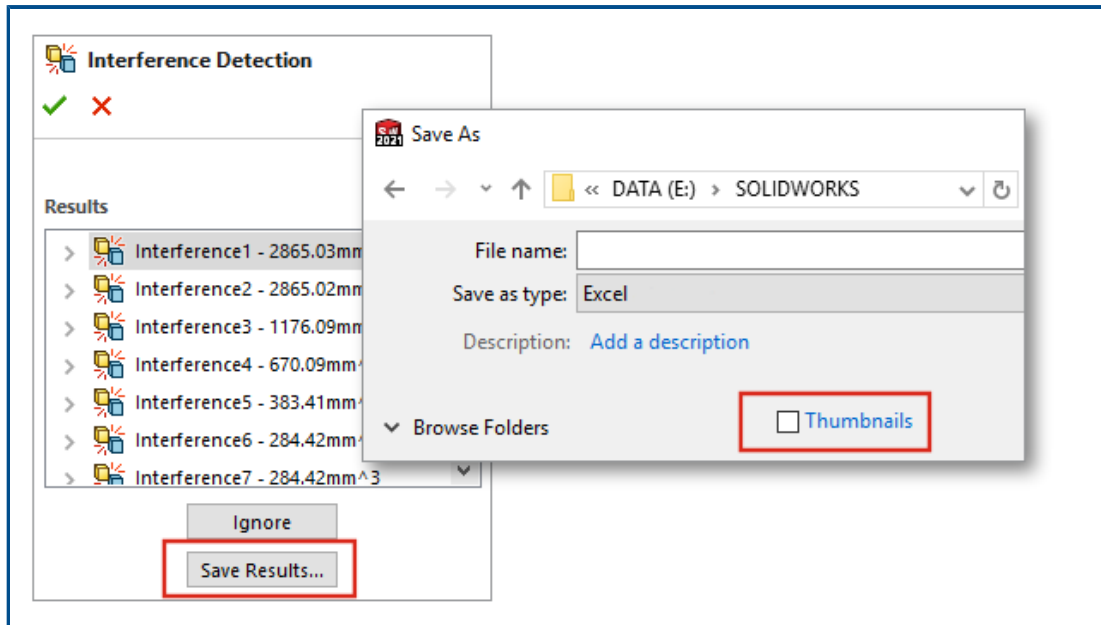 Interference Detection
Results
Interference1 - 2865.03mm
Interference2 - 2865.02mm
Interference3 - 1176.09mm
Interference4 - 670.09mm^
Interference5 - 383.41mm^
Interference6 - 284.42mm^
Interference7 - 284.42mm^3
Ignore
Save Results...
SW
2021
Save As
« DATA (E:) > SOLIDWORKS
File name:
Save as type: Excel
Description: Add a description
Browse Folders
Thumbnails